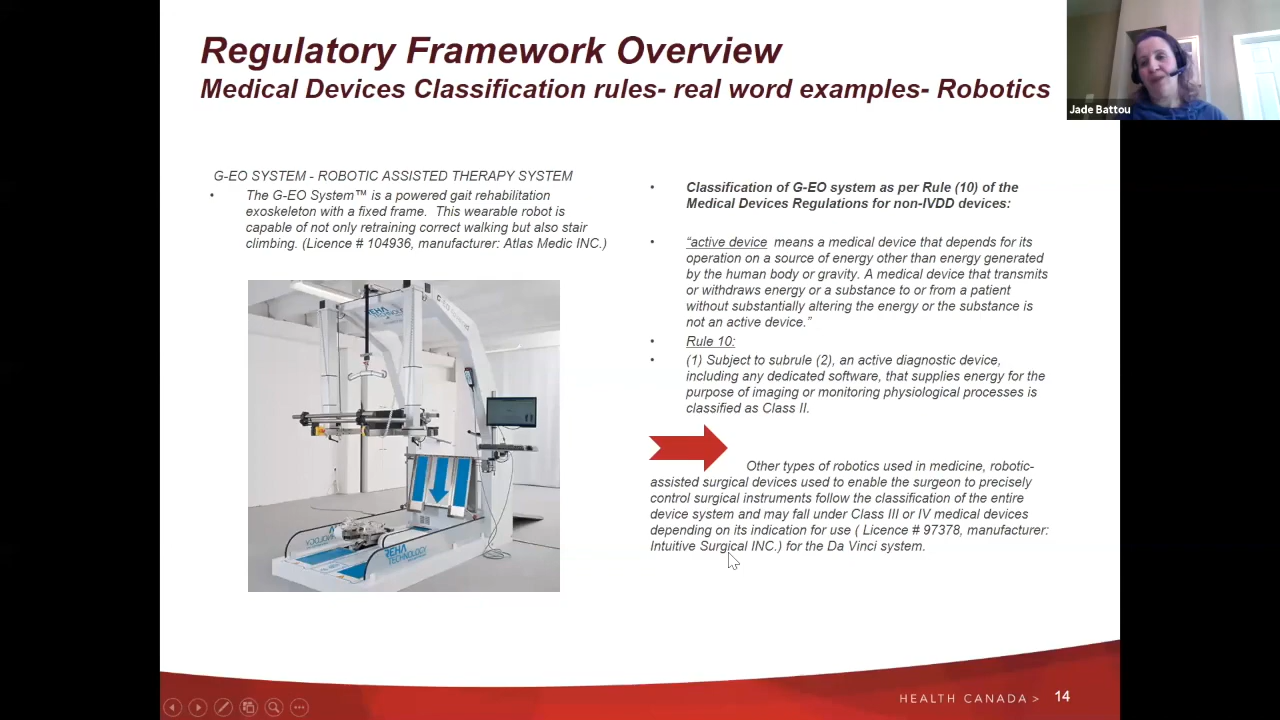 Regulatory Framework Overview
Medical Devices Classification rules- real word examples- Robotics
Jade Battou
G-EO SYSTEM - ROBOTIC ASSISTED THERAPY SYSTEM
• The G-EO System™ is a powered gait rehabilitation
exoskeleton with a fixed frame. This wearable robot is
capable of not only retraining correct walking but also stair
climbing. (Licence # 104936, manufacturer: Atlas Medic INC.)
REHA
TECHNOLOGY
• Classification of G-EO system as per Rule (10) of the
Medical Devices Regulations for non-IVDD devices:
• “active device means a medical device that depends for its
operation on a source of energy other than energy generated
by the human body or gravity. A medical device that transmits
or withdraws energy or a substance to or from a patient
without substantially altering the energy or the substance is
not an active device.”
• Rule 10:
• (1) Subject to subrule (2), an active diagnostic device,
including any dedicated software, that supplies energy for the
purpose of imaging or monitoring physiological processes is
classified as Class II.
Other types of robotics used in medicine, robotic-
assisted surgical devices used to enable the surgeon to precisely
control surgical instruments follow the classification of the entire
device system and may fall under Class III or IV medical devices
depending on its indication for use ( Licence # 97378, manufacturer:
Intuitive Surgical INC.) for the Da Vinci system.
HEALTH CANADA > 14